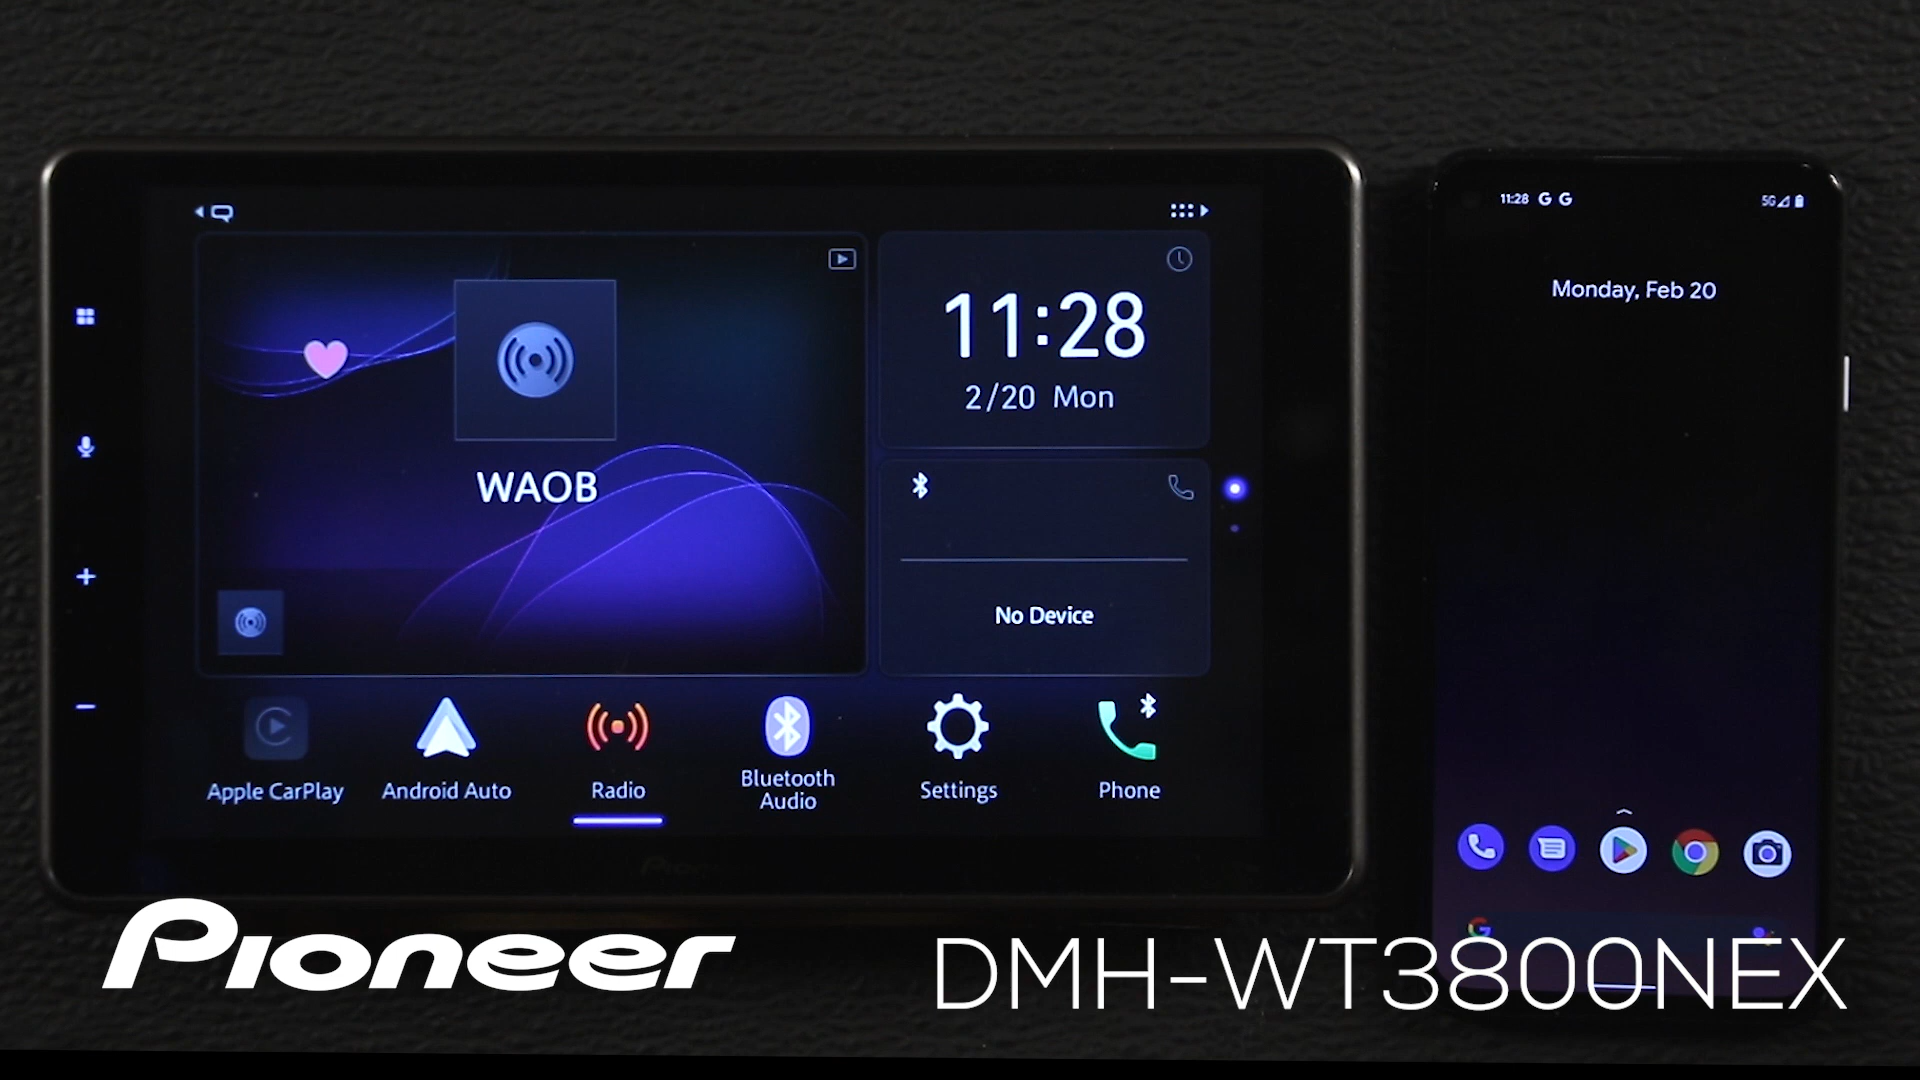 11:28
2/20 Mon
WAOB
No Device
Apple CarPlay
Android Auto
Radio
Bluetooth
Audio
Settings
Phone
Pioneer
11:28 G G
5G
Monday, Feb 20
G
Pioneer
DMH-WT3800NEX